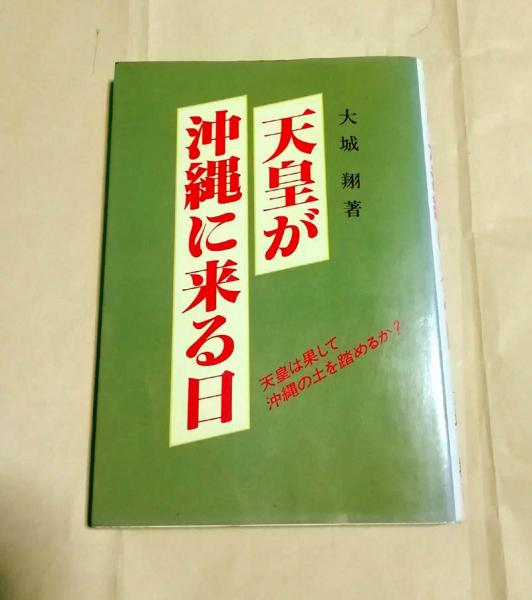 大城 翔 著
天皇が
沖縄に来る日
天皇は果して
沖縄の土を踏めるか？